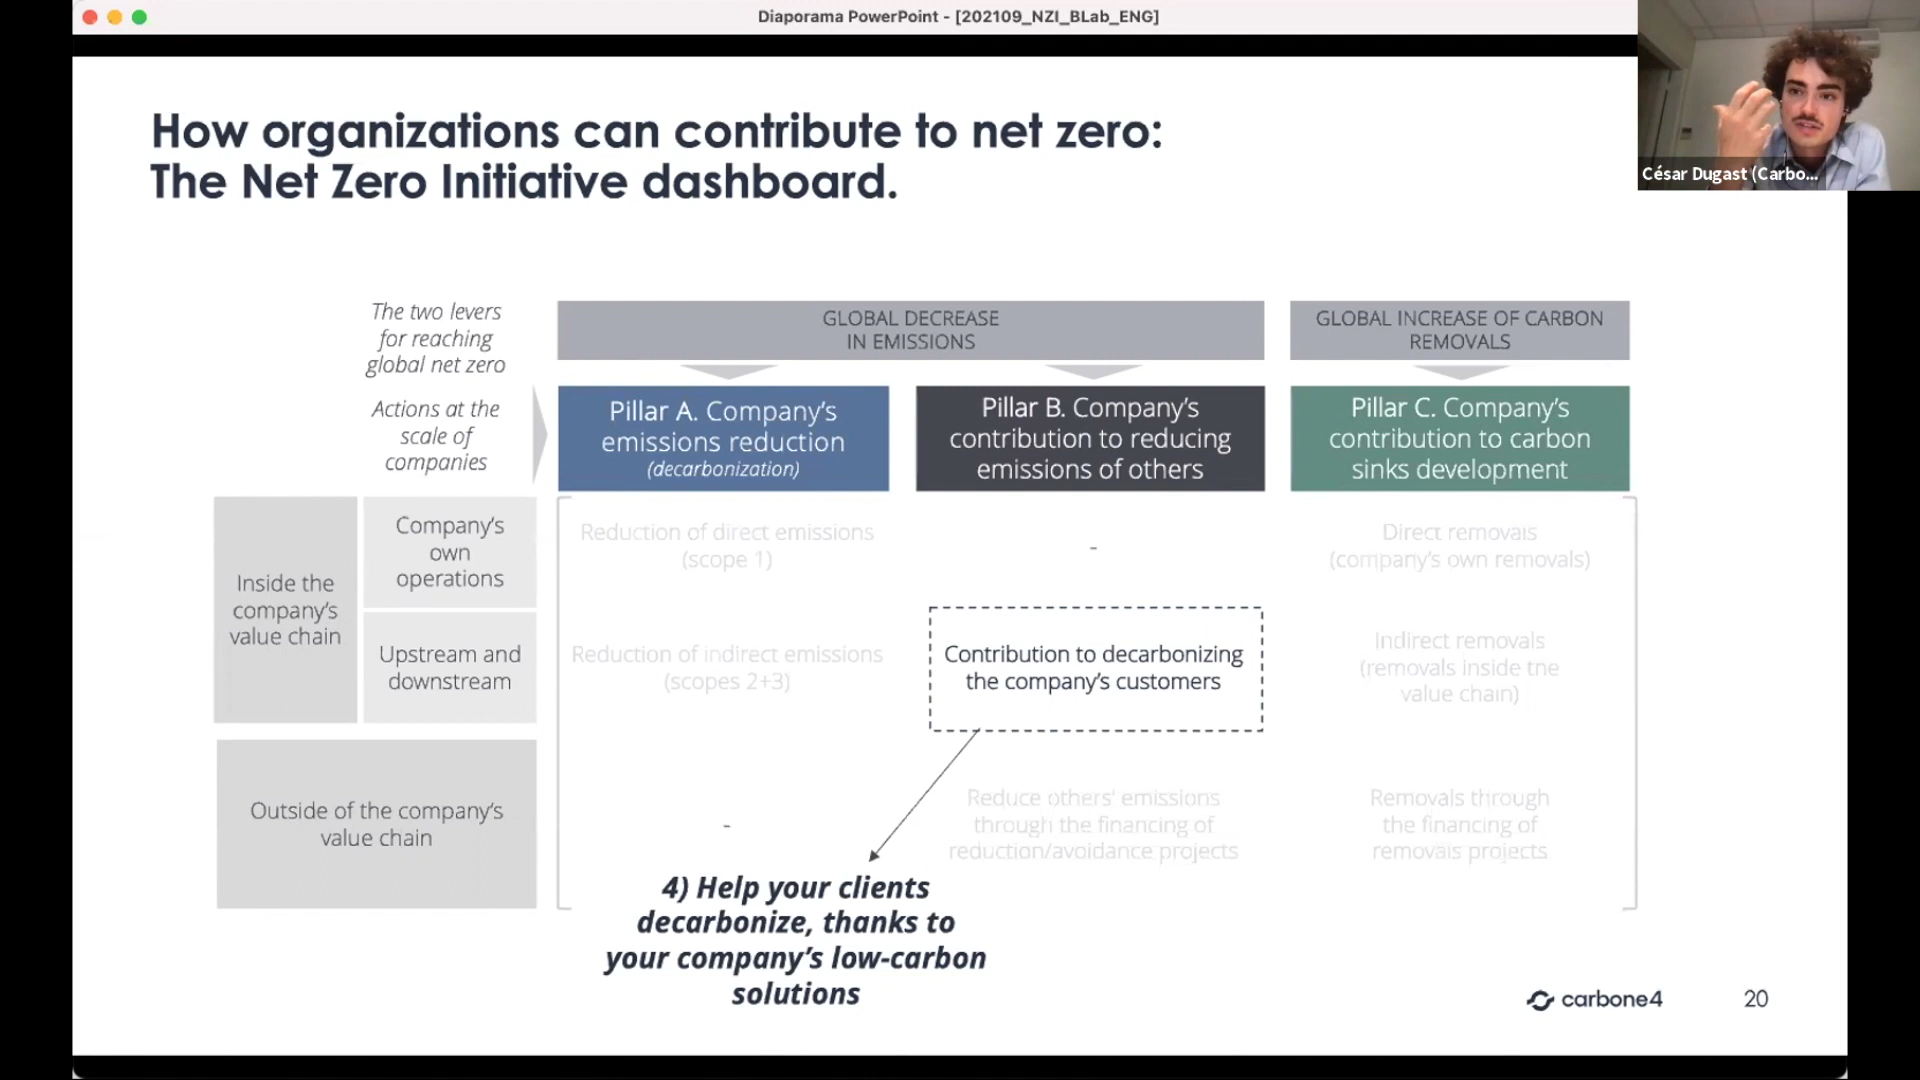 Diaporama PowerPoint - [202109_NZI_BLab_ENG]
César Dugast (Carbo...
How organizations can contribute to net zero:
The Net Zero Initiative dashboard.
The two levers
for reaching
global net zero
GLOBAL DECREASE
IN EMISSIONS
GLOBAL INCREASE OF CARBON
REMOVALS
Actions at the
scale of
companies
Pillar A. Company's
emissions reduction
(decarbonization)
Pillar B. Company's
contribution to reducing
emissions of others
Pillar C. Company's
contribution to carbon
sinks development
Inside the
company's
value chain
Company's
own
operations
Reduction of direct emissions
(scope 1)
-
Direct removals
(company's own removals)
Upstream and
downstream
Reduction of indirect emissions
(scopes 2+3)
Contribution to decarbonizing
the company's customers
Indirect removals
(removals inside the
value chain)
Outside of the company's
value chain
-
Reduce others' emissions
through the financing of
reduction/avoidance projects
Removals through
the financing of
removals projects
4) Help your clients
decarbonize, thanks to
your company's low-carbon
solutions
carbone4
20